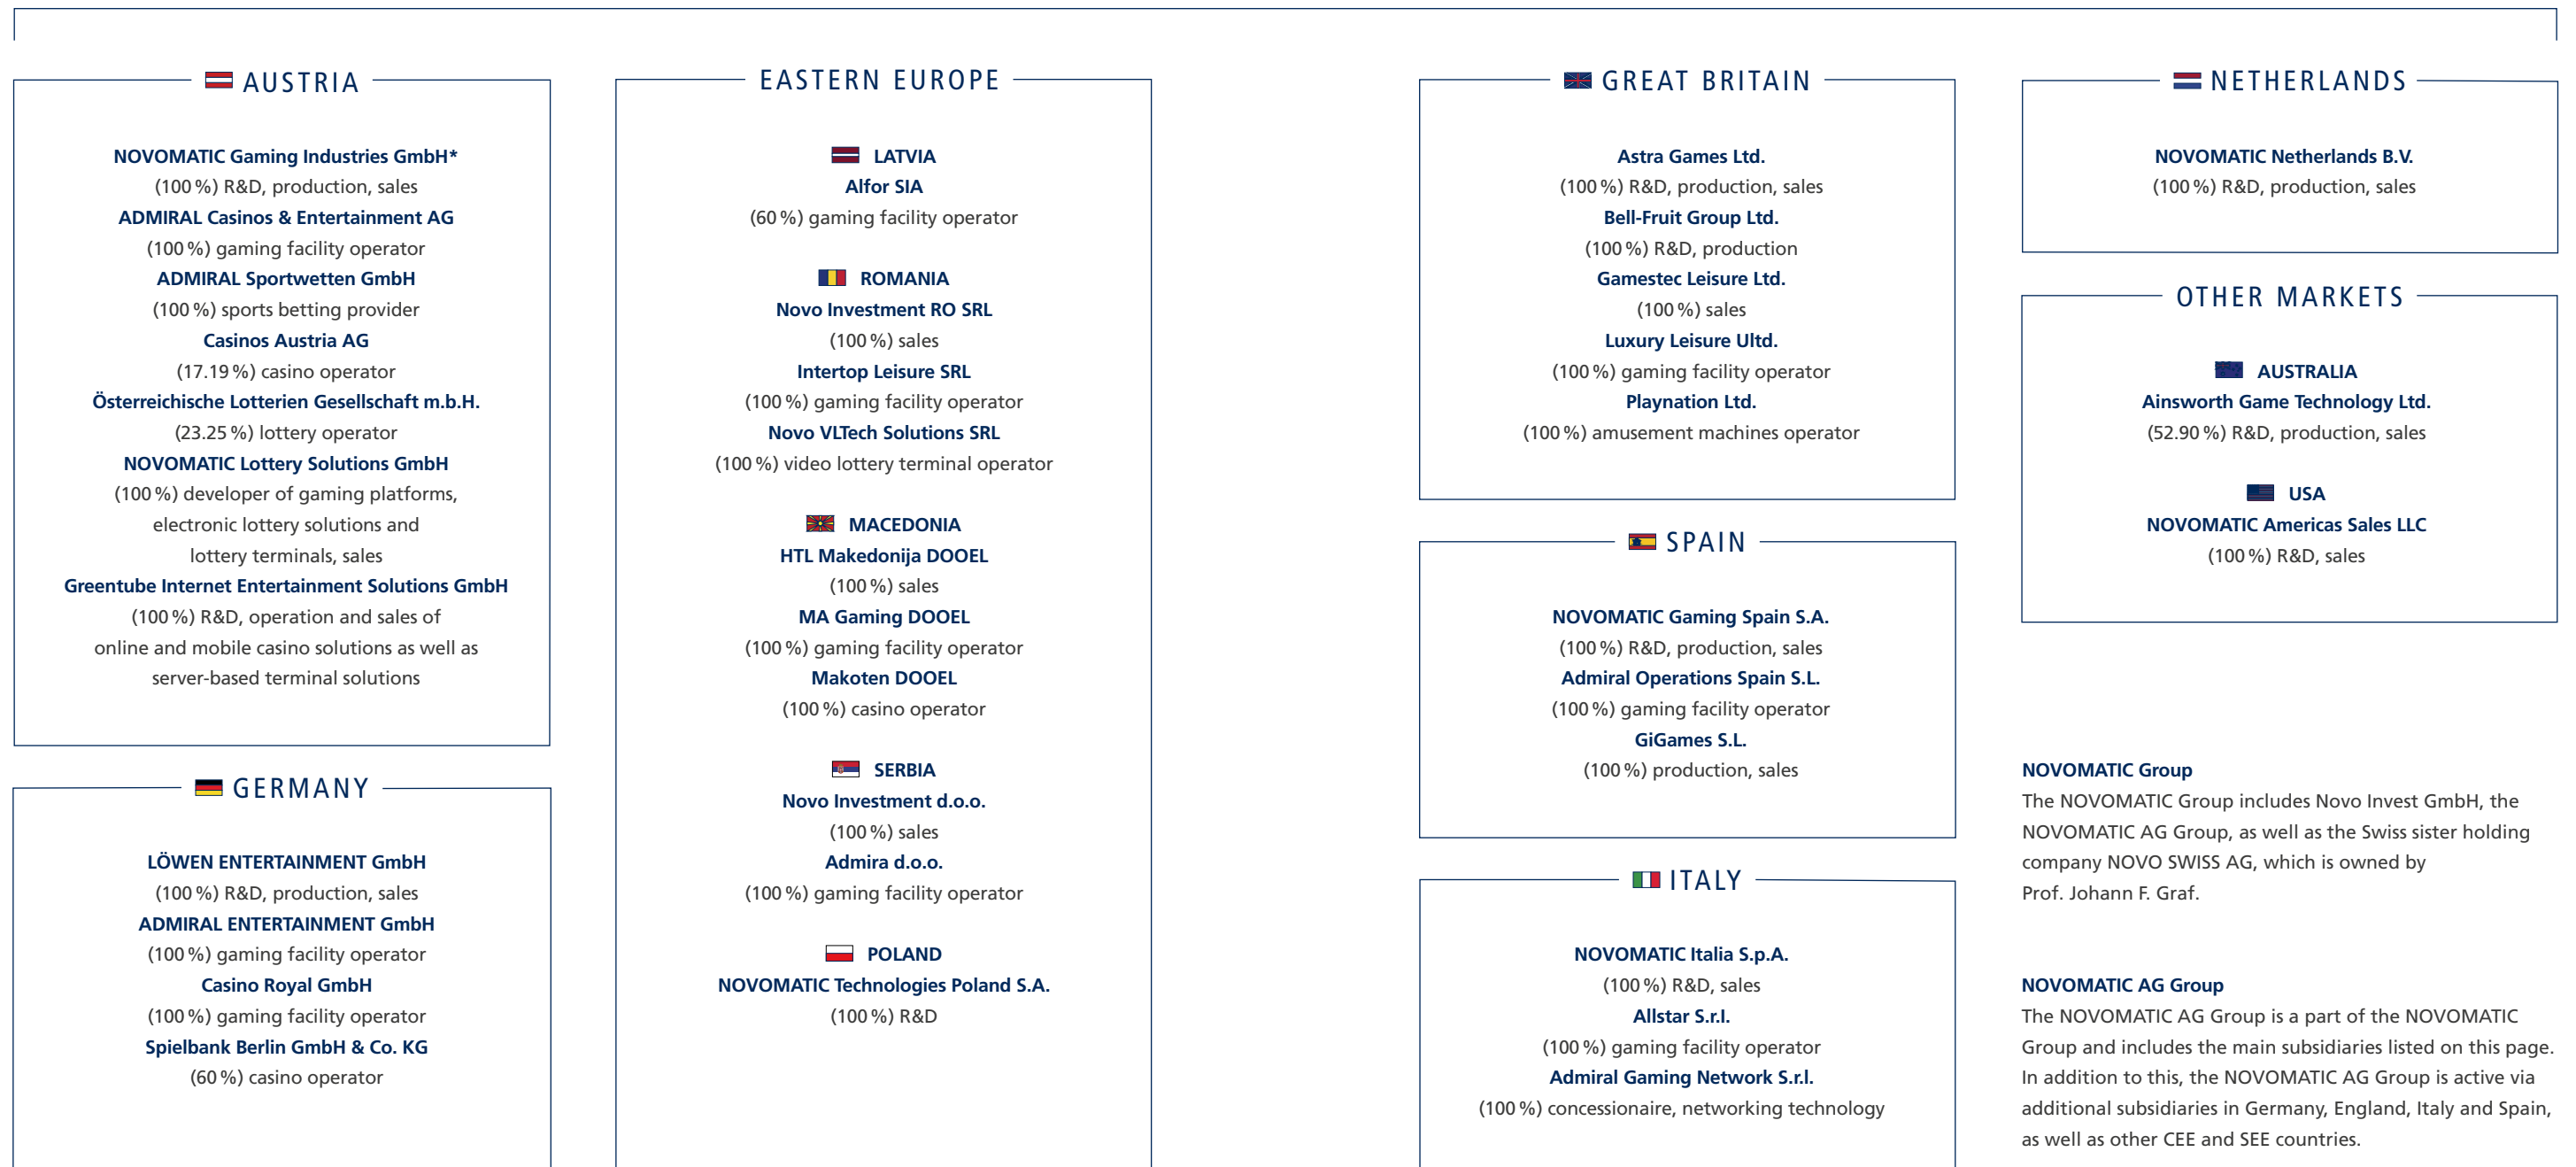 AUSTRIA
NOVOMATIC Gaming Industries GmbH*
(100 %) R&D, production, sales
ADMIRAL Casinos & Entertainment AG
(100 %) gaming facility operator
ADMIRAL Sportwetten GmbH
(100 %) sports betting provider
Casinos Austria AG
(17.19 %) casino operator
Österreichische Lotterien Gesellschaft m.b.H.
(23.25 %) lottery operator
NOVOMATIC Lottery Solutions GmbH
(100 %) developer of gaming platforms,
electronic lottery solutions and
lottery terminals, sales
Greentube Internet Entertainment Solutions GmbH
(100 %) R&D, operation and sales of
online and mobile casino solutions as well as
server-based terminal solutions
GERMANY
LÖWEN ENTERTAINMENT GmbH
(100 %) R&D, production, sales
ADMIRAL ENTERTAINMENT GmbH
(100 %) gaming facility operator
Casino Royal GmbH
(100 %) gaming facility operator
Spielbank Berlin GmbH & Co. KG
(60 %) casino operator
EASTERN EUROPE
LATVIA
Alfor SIA
(60 %) gaming facility operator
ROMANIA
Novo Investment RO SRL
(100 %) sales
Intertop Leisure SRL
(100 %) gaming facility operator
Novo VLTech Solutions SRL
(100 %) video lottery terminal operator
MACEDONIA
HTL Makedonija DOOEL
(100 %) sales
MA Gaming DOOEL
(100 %) gaming facility operator
Makoten DOOEL
(100 %) casino operator
SERBIA
Novo Investment d.o.o.
(100 %) sales
Admira d.o.o.
(100 %) gaming facility operator
POLAND
NOVOMATIC Technologies Poland S.A.
(100 %) R&D
GREAT BRITAIN
Astra Games Ltd.
(100 %) R&D, production, sales
Bell-Fruit Group Ltd.
(100 %) R&D, production
Gamestec Leisure Ltd.
(100 %) sales
Luxury Leisure Ultd.
(100 %) gaming facility operator
Playnation Ltd.
(100 %) amusement machines operator
SPAIN
NOVOMATIC Gaming Spain S.A.
(100 %) R&D, production, sales
Admiral Operations Spain S.L.
(100 %) gaming facility operator
GiGames S.L.
(100 %) production, sales
ITALY
NOVOMATIC Italia S.p.A.
(100 %) R&D, sales
Allstar S.r.l.
(100 %) gaming facility operator
Admiral Gaming Network S.r.l.
(100 %) concessionaire, networking technology
NETHERLANDS
NOVOMATIC Netherlands B.V.
(100 %) R&D, production, sales
OTHER MARKETS
AUSTRALIA
Ainsworth Game Technology Ltd.
(52.90 %) R&D, production, sales
USA
NOVOMATIC Americas Sales LLC
(100 %) R&D, sales
NOVOMATIC Group
The NOVOMATIC Group includes Novo Invest GmbH, the
NOVOMATIC AG Group, as well as the Swiss sister holding
company NOVO SWISS AG, which is owned by
Prof. Johann F. Graf.
NOVOMATIC AG Group
The NOVOMATIC AG Group is a part of the NOVOMATIC
Group and includes the main subsidiaries listed on this page.
In addition to this, the NOVOMATIC AG Group is active via
additional subsidiaries in Germany, England, Italy and Spain,
as well as other CEE and SEE countries.